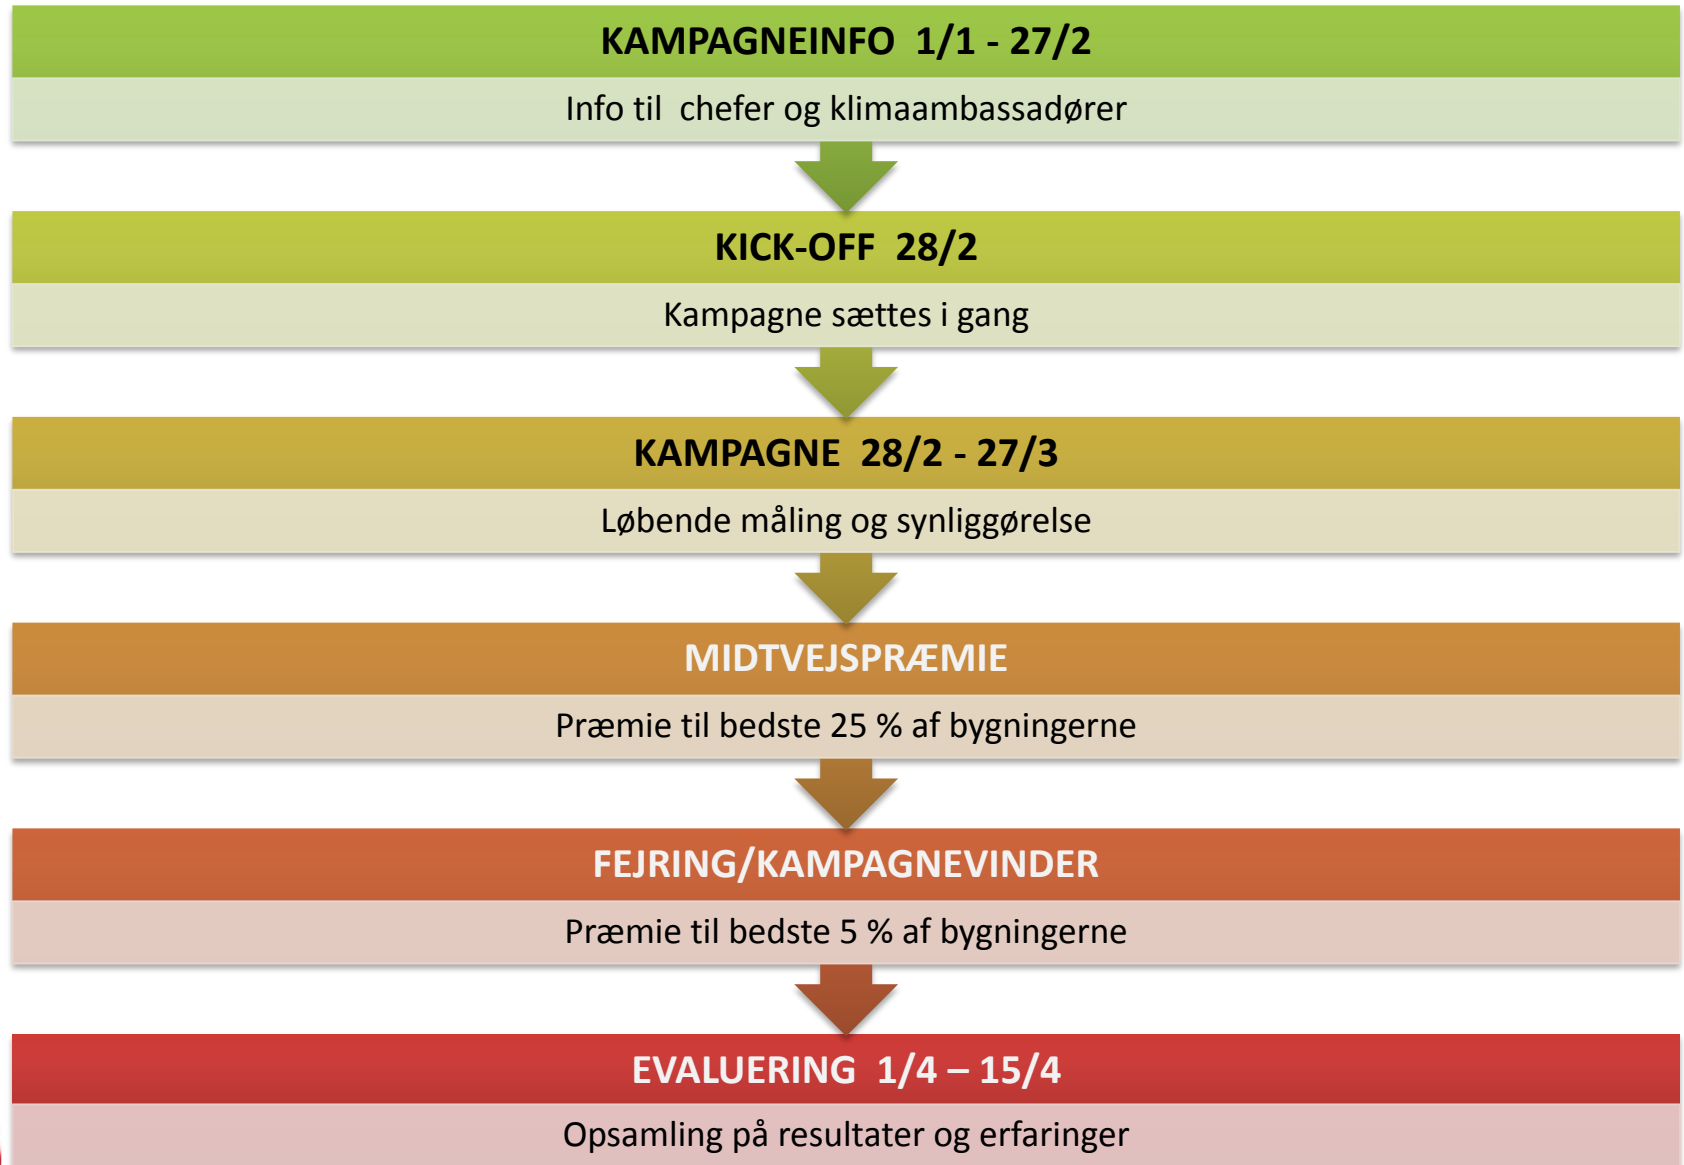 KAMPAGNEINFO 1/1 - 27/2
Info til chefer og klimaambassadører
KICK-OFF 28/2
Kampagne sættes i gang
KAMPAGNE 28/2 - 27/3
Løbende måling og synliggørelse
MIDTVEJSPRÆMIE
Præmie til bedste 25 % af bygningerne
FEJRING/KAMPAGNEVINDER
Præmie til bedste 5 % af bygningerne
EVALUERING 1/4 – 15/4
Opsamling på resultater og erfaringer